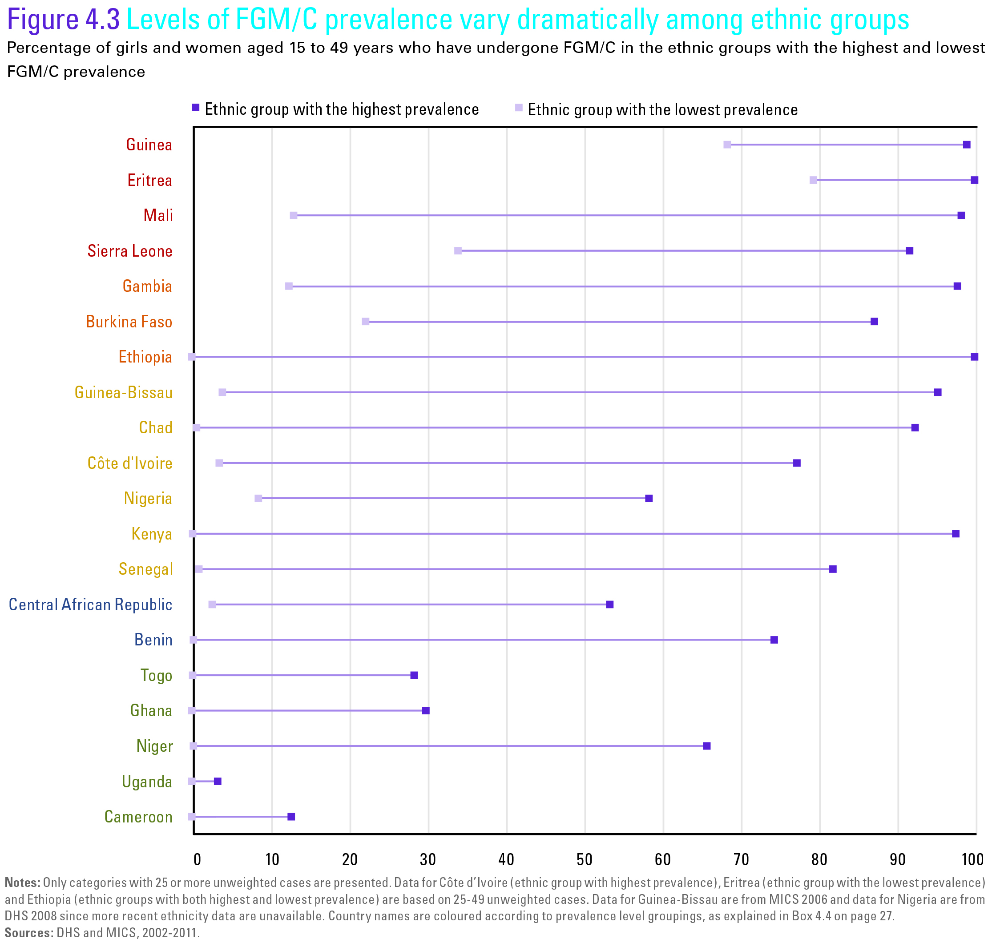 Figure 4.3 Levels of FGM/C prevalence vary dramatically among ethnic groups
Percentage of girls and women aged 15 to 49 years who have undergone FGM/C in the ethnic groups with the highest and lowest
FGM/C prevalence
Ethnic group with the highest prevalence
Ethnic group with the lowest prevalence
Guinea
Eritrea
Mali
Sierra Leone
Gambia
Burkina Faso
Ethiopia
Guinea-Bissau
Chad
Côte d'Ivoire
Nigeria
Kenya
Senegal
Central African Republic
Benin
Togo
Ghana
Niger
Uganda
Cameroon
0 10 20 30 40 50 60 70 80 90 100
Notes: Only categories with 25 or more unweighted cases are presented. Data for Côte d’Ivoire (ethnic group with highest prevalence), Eritrea (ethnic group with the lowest prevalence)
and Ethiopia (ethnic groups with both highest and lowest prevalence) are based on 25-49 unweighted cases. Data for Guinea-Bissau are from MICS 2006 and data for Nigeria are from
DHS 2008 since more recent ethnicity data are unavailable. Country names are coloured according to prevalence level groupings, as explained in Box 4.4 on page 27.
Sources: DHS and MICS, 2002-2011.